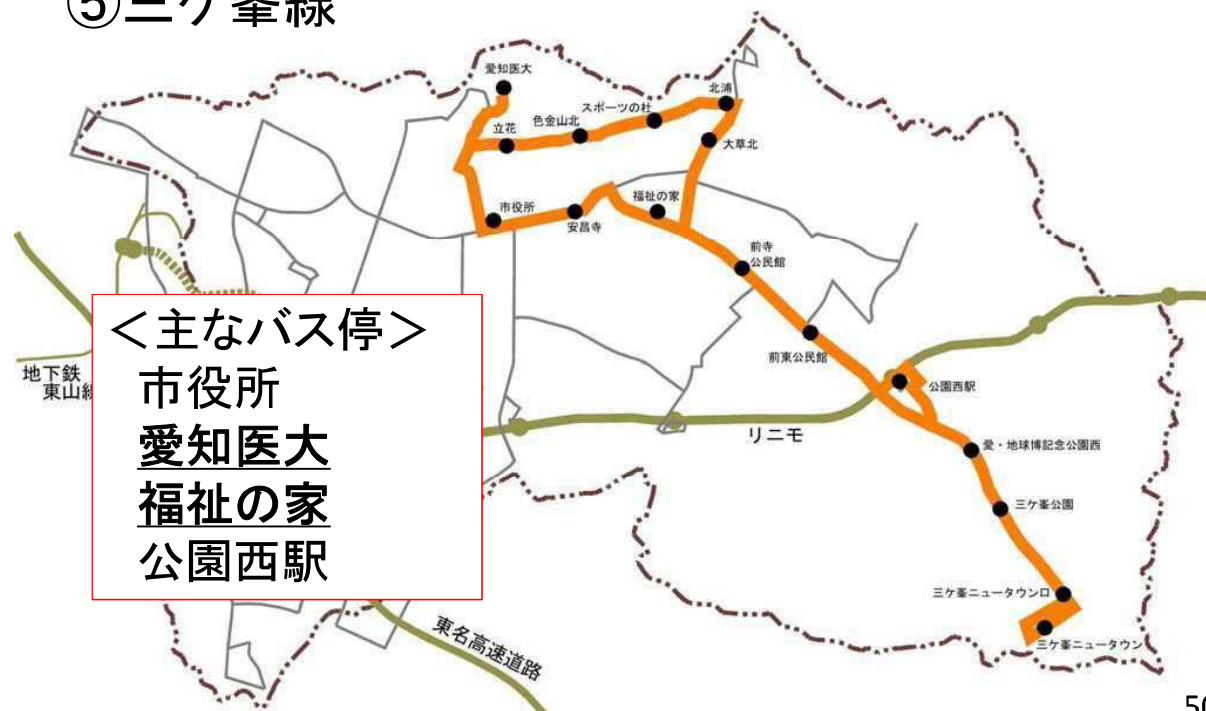 ⑤三ケ峯線
愛知医大
北浦
スポーツの杜
色金山北
立花
大草北
福祉の家
市役所
安昌寺
前寺
公民館
＜主なバス停＞
市役所
愛知医大
福祉の家
公園西駅
地下鉄
東山線
前東公民館
公園西駅
リニモ
愛・地球博記念公園西
三ケ峯公園
三ケ峯ニュータウン口
三ケ峯ニュータウン
東名高速道路
50